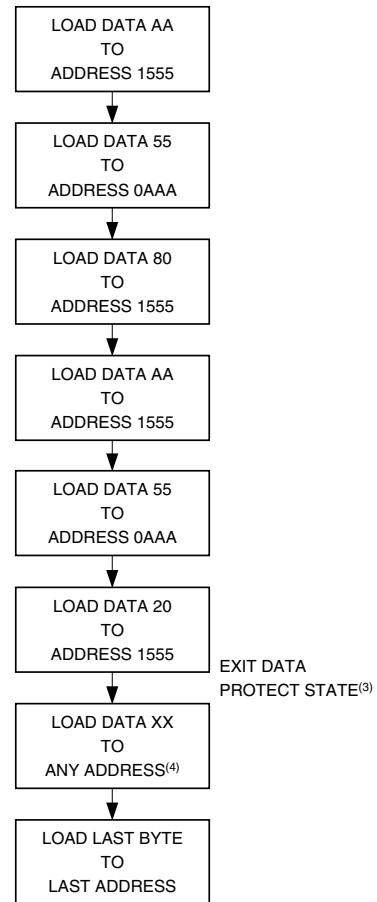 LOAD DATA AA
TO
ADDRESS 1555
LOAD DATA 55
TO
ADDRESS 0AAA
LOAD DATA 80
TO
ADDRESS 1555
LOAD DATA AA
TO
ADDRESS 1555
LOAD DATA 55
TO
ADDRESS 0AAA
LOAD DATA 20
TO
ADDRESS 1555
EXIT DATA
PROTECT STATE(3)
LOAD DATA XX
TO
ANY ADDRESS(4)
LOAD LAST BYTE
TO
LAST ADDRESS